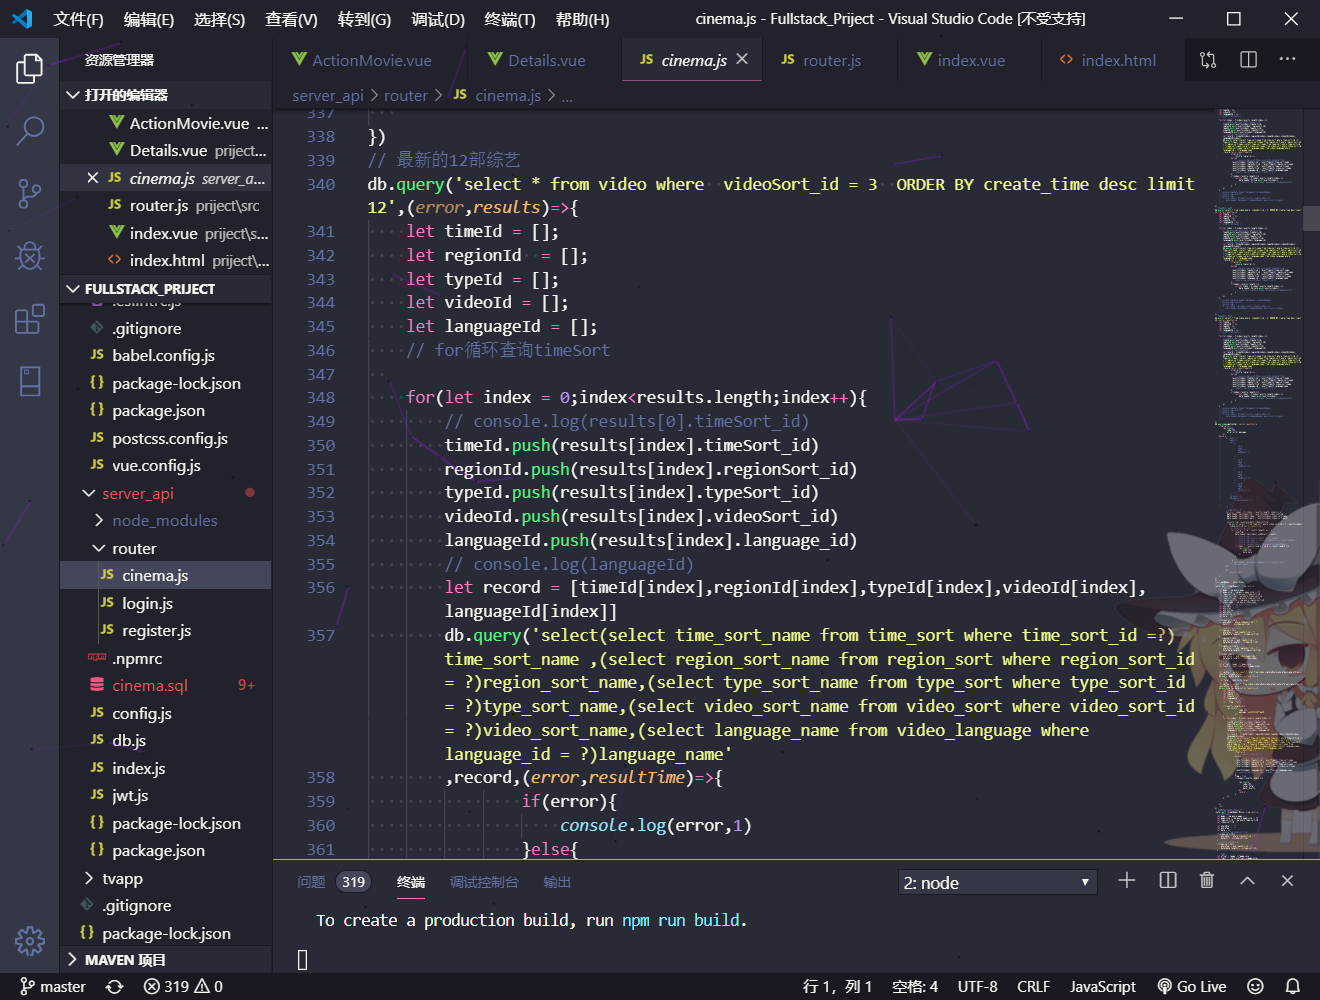 文件(F) 编辑(E) 选择(S) 查看(V) 转到(G) 调试(D) 终端(T) 帮助(H) cinema.js - Fullstack_Priject - Visual Studio Code [不受支持]
资源管理器
打开的编辑器
ActionMovie.vue ...
Details.vue priject...
cinema.js server_a...
router.js priject\src
index.vue priject\s...
index.html priject\...
FULLSTACK_PRIJECT
.eslintrc.js
.gitignore
babel.config.js
package-lock.json
package.json
postcss.config.js
vue.config.js
server_api
node_modules
router
cinema.js
login.js
register.js
.npmrc
cinema.sql 9+
config.js
db.js
index.js
jwt.js
package-lock.json
package.json
tvapp
.gitignore
package-lock.json
MAVEN 项目
ActionMovie.vue Details.vue JS cinema.js JS router.js index.vue index.html
server_api > router > JS cinema.js > ...
337
338 })
339 // 最新的12部综艺
340 db.query('select * from video where  videoSort_id = 3  ORDER BY create_time desc limit
12',(error,results)=>{
341 let timeId = [];
342 let regionId  = [];
343 let typeId = [];
344 let videoId = [];
345 let languageId = [];
346 // for循环查询timeSort
347
348 for(let index = 0;index<results.length;index++){
349 // console.log(results[0].timeSort_id)
350 timeId.push(results[index].timeSort_id)
351 regionId.push(results[index].regionSort_id)
352 typeId.push(results[index].typeSort_id)
353 videoId.push(results[index].videoSort_id)
354 languageId.push(results[index].language_id)
355 // console.log(languageId)
356 let record = [timeId[index],regionId[index],typeId[index],videoId[index],
languageId[index]]
357 db.query('select(select time_sort_name from time_sort where time_sort_id =?)
time_sort_name ,(select region_sort_name from region_sort where region_sort_id
= ?)region_sort_name,(select type_sort_name from type_sort where type_sort_id
= ?)type_sort_name,(select video_sort_name from video_sort where video_sort_id
= ?)video_sort_name,(select language_name from video_language where
language_id = ?)language_name'
358 ,record,(error,resultTime)=>{
359 if(error){
360 console.log(error,1)
361 }else{
问题 319 终端 调试控制台 输出 2: node
To create a production build, run npm run build.
master 319 0 行 1，列 1 空格: 4 UTF-8 CRLF JavaScript Go Live